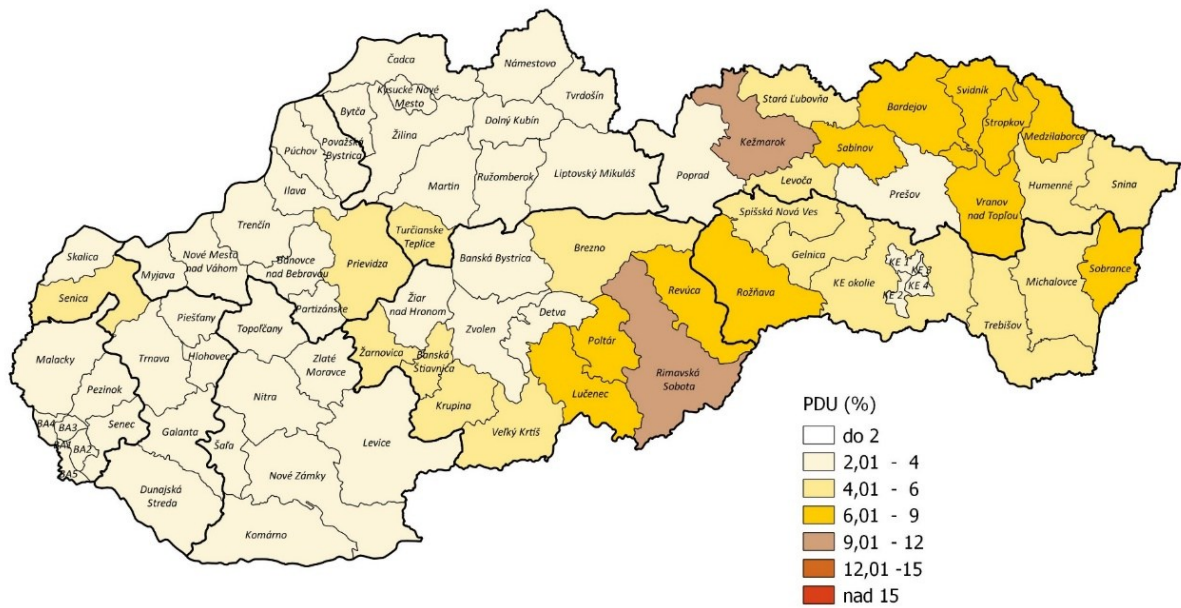 Čadca
Námestovo
Kysucké Nové
Mesto
Tvrdošín
Bytča
Stará Ľubovňa
Bardejov
Svidník
Stropkov
Medzilaborce
Dolný Kubín
Žilina
Považská
Bystrica
Púchov
Kežmarok
Sabinov
Ilava
Martin
Ružomberok
Liptovský Mikuláš
Poprad
Levoča
Prešov
Humenné
Snina
Vranov
nad Topľou
Trenčín
Spišská Nová Ves
Turčianske
Teplice
Skalica
Myjava
Nové Mesto
nad Váhom
Bánovce
nad Bebravou
Prievidza
Banská Bystrica
Brezno
Gelnica
KE 1
KE 3
KE 4
KE 2
KE okolie
Michalovce
Sobrance
Senica
Partizánske
Žiar
nad Hronom
Revúca
Rožňava
Piešťany
Topoľčany
Zvolen
Detva
Trebišov
Poltár
Malacky
Trnava
Hlohovec
Zlaté
Moravce
Žarnovica
Banská
Štiavnica
Rimavská
Sobota
Pezinok
Nitra
Krupina
Lučenec
BA4
BA3
BA1
BA2
BA5
Senec
Galanta
Šaľa
Levice
Veľký Krtíš
Nové Zámky
Dunajská
Streda
Komárno
PDU (%)
do 2
2,01 - 4
4,01 - 6
6,01 - 9
9,01 - 12
12,01 -15
nad 15